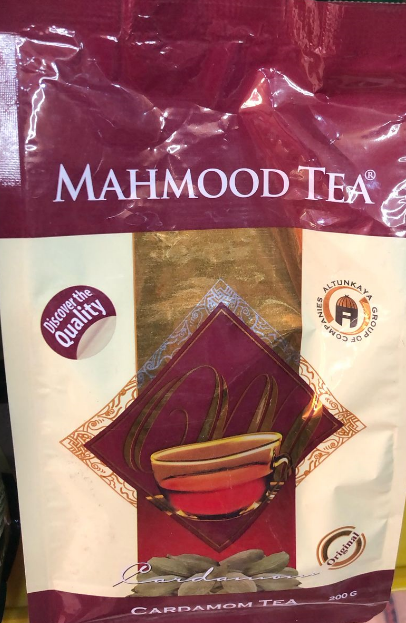 MAHMOOD TEA®
Discover the
Quality
ALTUNKAYA GROUP OF COMPANIES
Original
Cardamom
CARDAMOM TEA
200 G